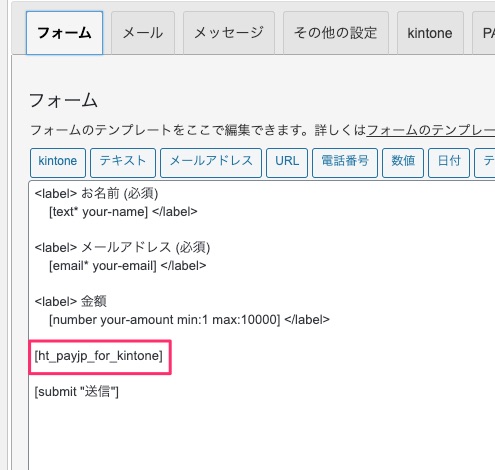 フォーム メール メッセージ その他の設定 kintone PA
フォーム
フォームのテンプレートをここで編集できます。詳しくはフォームのテンプレー
kintone テキスト メールアドレス URL 電話番号 数値 日付 テ
<label> お名前 (必須)
[text* your-name] </label>
<label> メールアドレス (必須)
[email* your-email] </label>
<label> 金額
[number your-amount min:1 max:10000] </label>
[ht_payjp_for_kintone]
[submit "送信"]